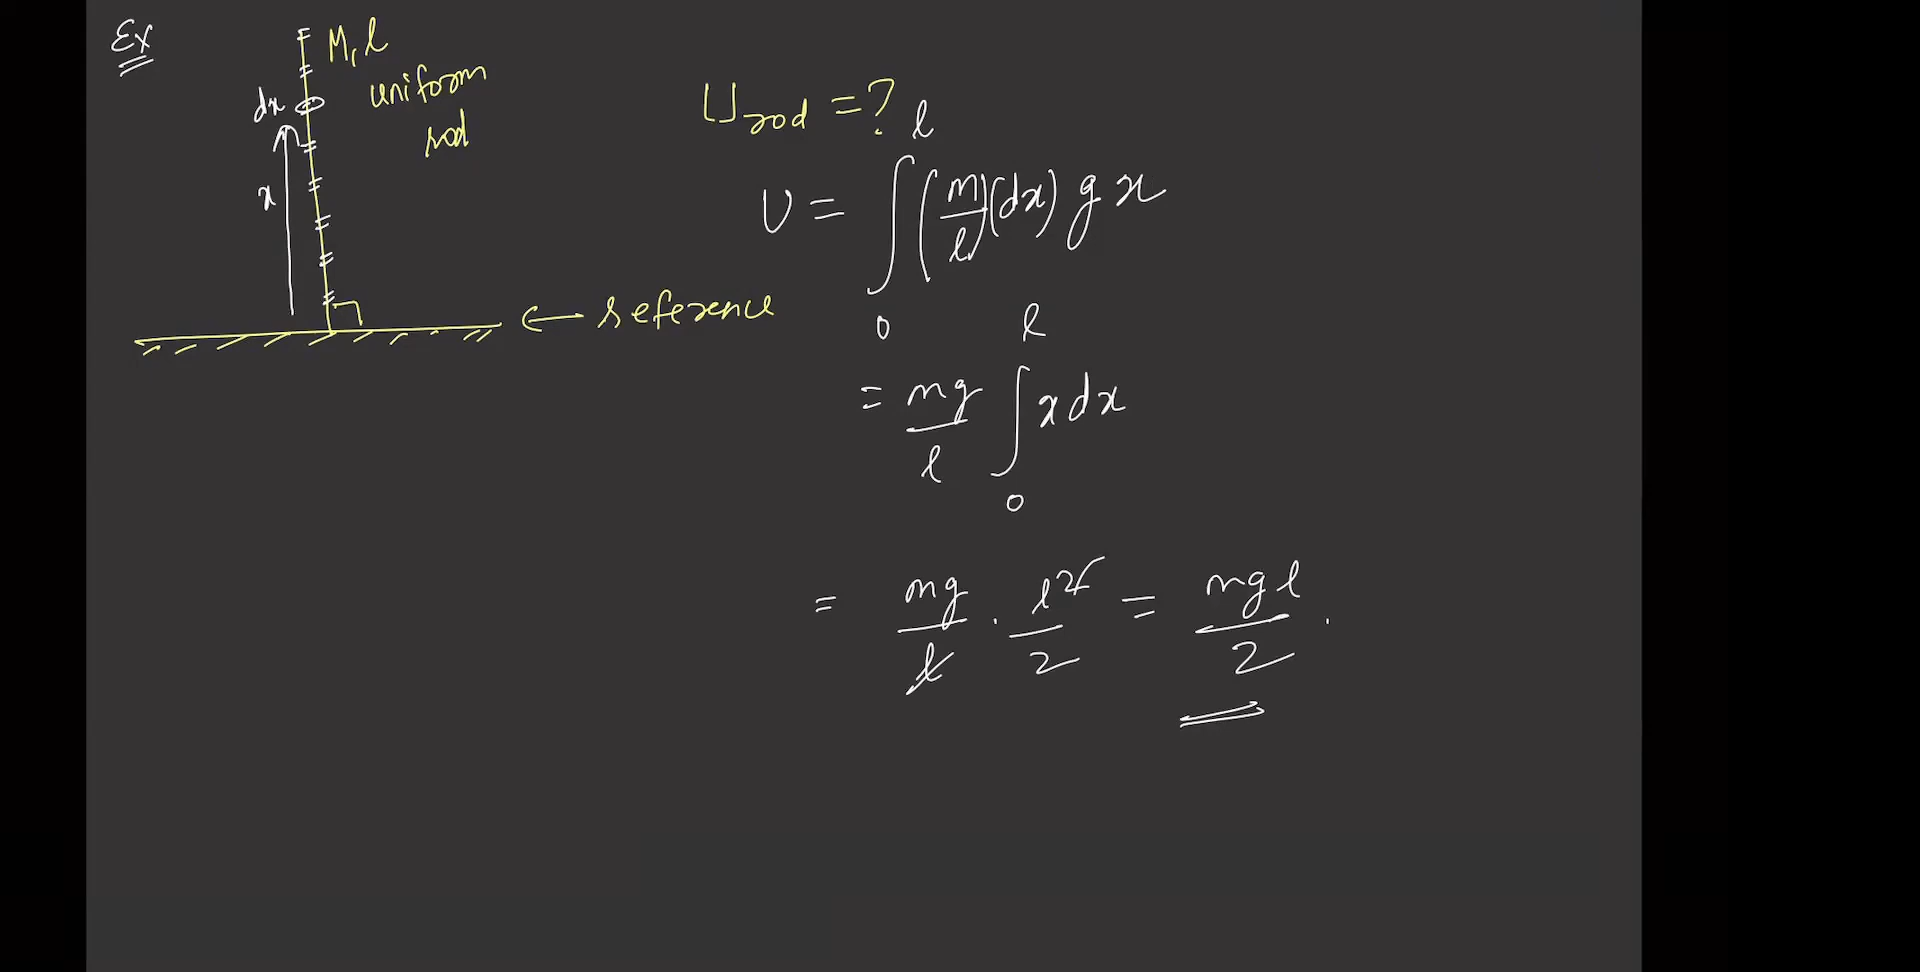 Ex
M, l
uniform
rod
dx
x
← reference
U_rod = ?
U = ∫₀^l (m/l)(dx) g x
= mg/l ∫₀^l x dx
= mg/l · l²/2 = mgl/2 .